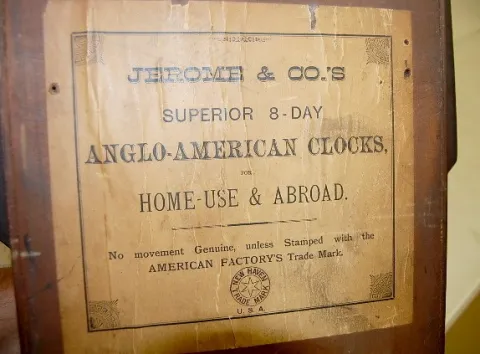 JEROME & CO.'S
SUPERIOR 8-DAY
ANGLO-AMERICAN CLOCKS,
FOR
HOME-USE & ABROAD.
No movement Genuine, unless Stamped with the
AMERICAN FACTORY'S Trade Mark.
NEW HAVEN
TRADE MARK
U.S.A